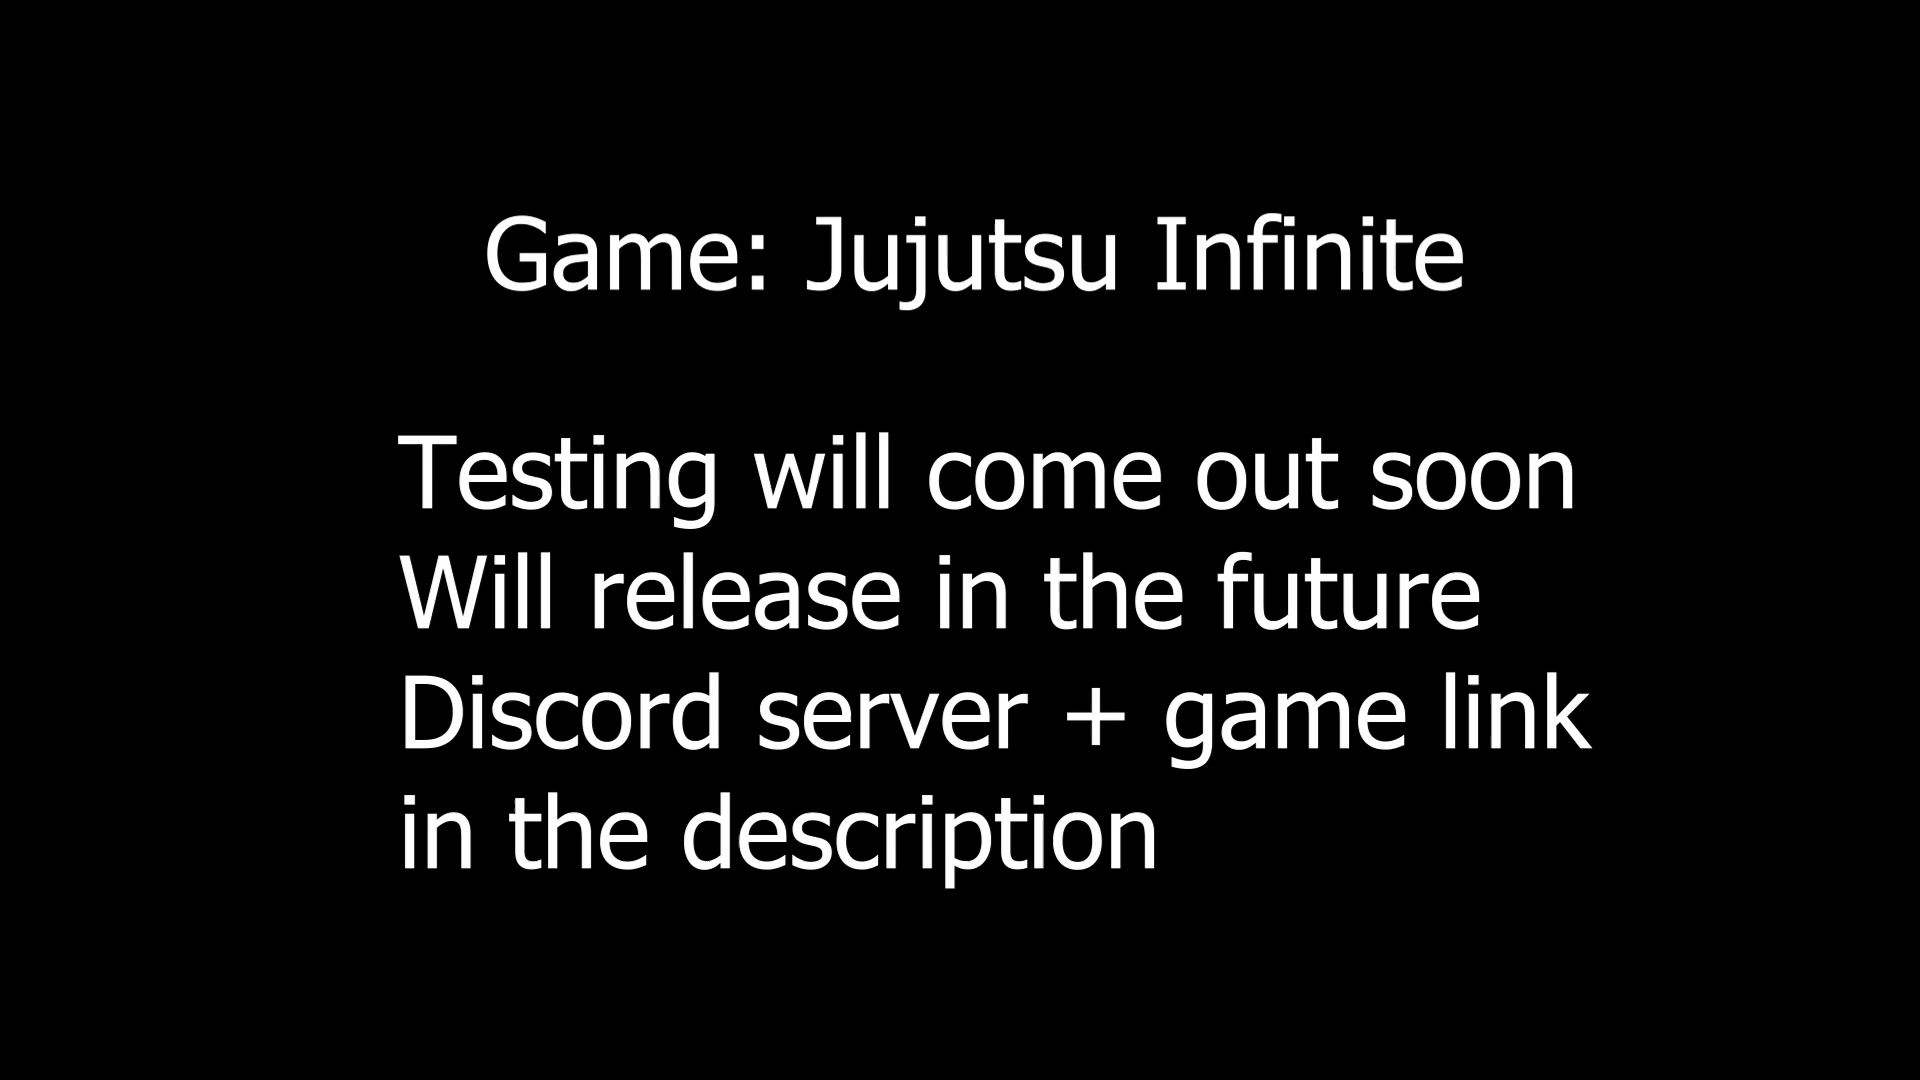 Game: Jujutsu Infinite
Testing will come out soon
Will release in the future
Discord server + game link
in the description